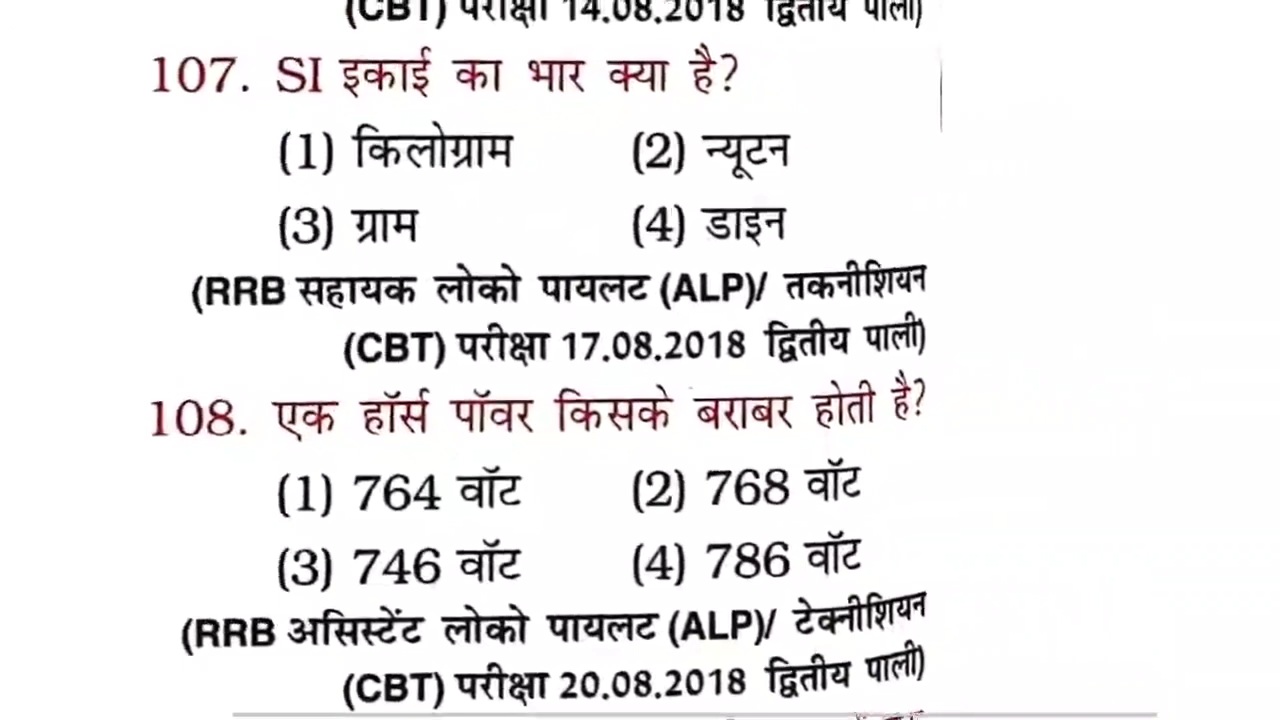 (CBT) परीक्षा 14.08.2018 द्वितीय पाली)
107. SI इकाई का भार क्या है?
(1) किलोग्राम (2) न्यूटन
(3) ग्राम (4) डाइन
(RRB सहायक लोको पायलट (ALP)/ तकनीशियन
(CBT) परीक्षा 17.08.2018 द्वितीय पाली)
108. एक हॉर्स पॉवर किसके बराबर होती है?
(1) 764 वॉट (2) 768 वॉट
(3) 746 वॉट (4) 786 वॉट
(RRB असिस्टेंट लोको पायलट (ALP)/ टेक्नीशियन
(CBT) परीक्षा 20.08.2018 द्वितीय पाली)